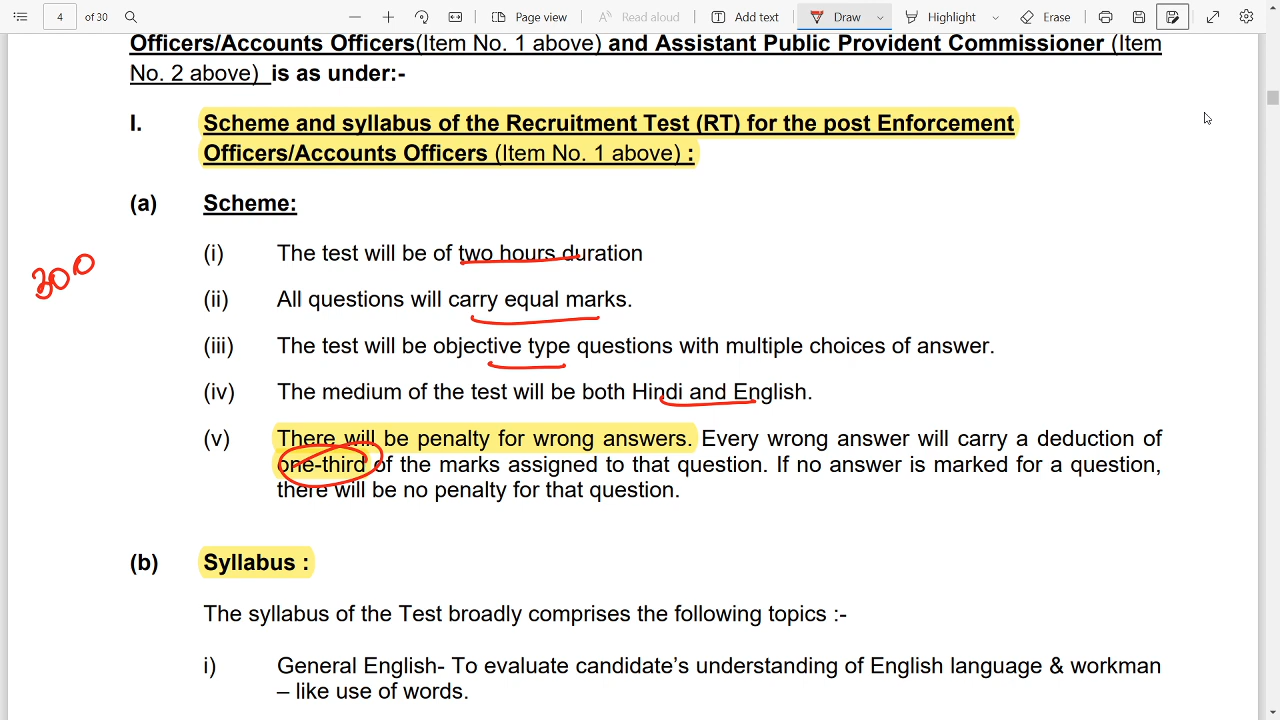 4 of 30 Page view Read aloud Add text Draw Highlight Erase
Officers/Accounts Officers(Item No. 1 above) and Assistant Public Provident Commissioner (Item
No. 2 above) is as under:-
I. Scheme and syllabus of the Recruitment Test (RT) for the post Enforcement
Officers/Accounts Officers (Item No. 1 above) :
(a) Scheme:
(i) The test will be of two hours duration
300
(ii) All questions will carry equal marks.
(iii) The test will be objective type questions with multiple choices of answer.
(iv) The medium of the test will be both Hindi and English.
(v) There will be penalty for wrong answers. Every wrong answer will carry a deduction of
one-third of the marks assigned to that question. If no answer is marked for a question,
there will be no penalty for that question.
(b) Syllabus :
The syllabus of the Test broadly comprises the following topics :-
i) General English- To evaluate candidate’s understanding of English language & workman
– like use of words.